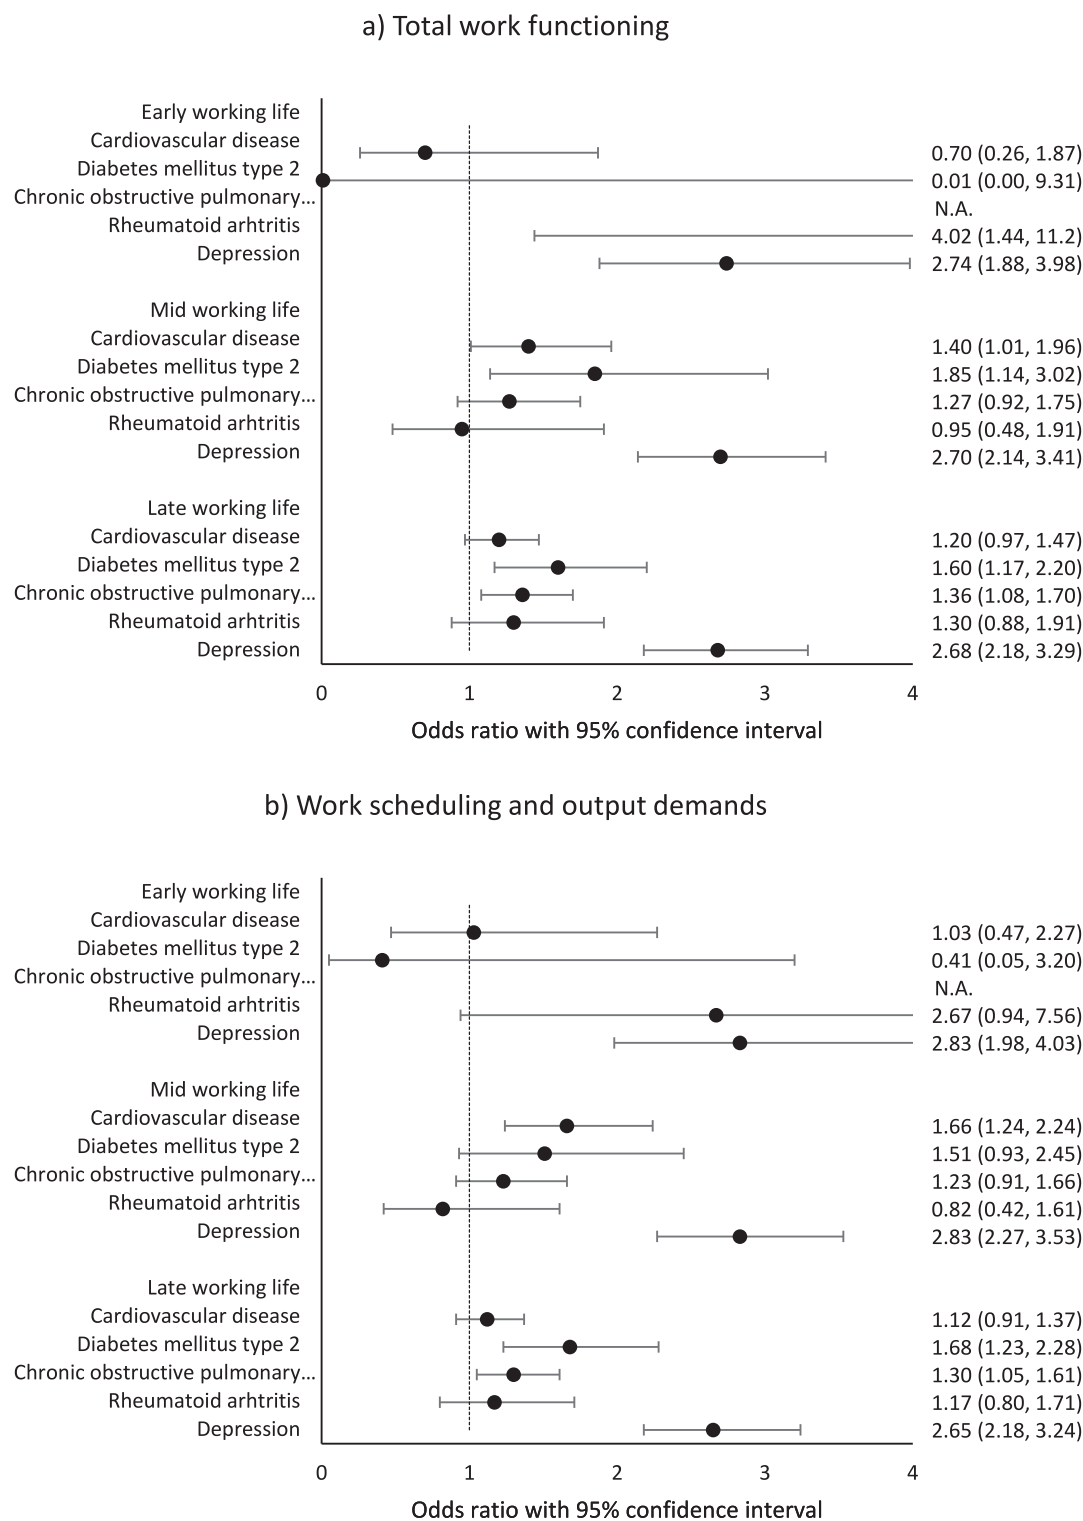 a) Total work functioning
Early working life
Cardiovascular disease 0.70 (0.26, 1.87)
Diabetes mellitus type 2 0.01 (0.00, 9.31)
Chronic obstructive pulmonary... N.A.
Rheumatoid arhtritis 4.02 (1.44, 11.2)
Depression 2.74 (1.88, 3.98)
Mid working life
Cardiovascular disease 1.40 (1.01, 1.96)
Diabetes mellitus type 2 1.85 (1.14, 3.02)
Chronic obstructive pulmonary... 1.27 (0.92, 1.75)
Rheumatoid arhtritis 0.95 (0.48, 1.91)
Depression 2.70 (2.14, 3.41)
Late working life
Cardiovascular disease 1.20 (0.97, 1.47)
Diabetes mellitus type 2 1.60 (1.17, 2.20)
Chronic obstructive pulmonary... 1.36 (1.08, 1.70)
Rheumatoid arhtritis 1.30 (0.88, 1.91)
Depression 2.68 (2.18, 3.29)
0 1 2 3 4
Odds ratio with 95% confidence interval
b) Work scheduling and output demands
Early working life
Cardiovascular disease 1.03 (0.47, 2.27)
Diabetes mellitus type 2 0.41 (0.05, 3.20)
Chronic obstructive pulmonary... N.A.
Rheumatoid arhtritis 2.67 (0.94, 7.56)
Depression 2.83 (1.98, 4.03)
Mid working life
Cardiovascular disease 1.66 (1.24, 2.24)
Diabetes mellitus type 2 1.51 (0.93, 2.45)
Chronic obstructive pulmonary... 1.23 (0.91, 1.66)
Rheumatoid arhtritis 0.82 (0.42, 1.61)
Depression 2.83 (2.27, 3.53)
Late working life
Cardiovascular disease 1.12 (0.91, 1.37)
Diabetes mellitus type 2 1.68 (1.23, 2.28)
Chronic obstructive pulmonary... 1.30 (1.05, 1.61)
Rheumatoid arhtritis 1.17 (0.80, 1.71)
Depression 2.65 (2.18, 3.24)
0 1 2 3 4
Odds ratio with 95% confidence interval